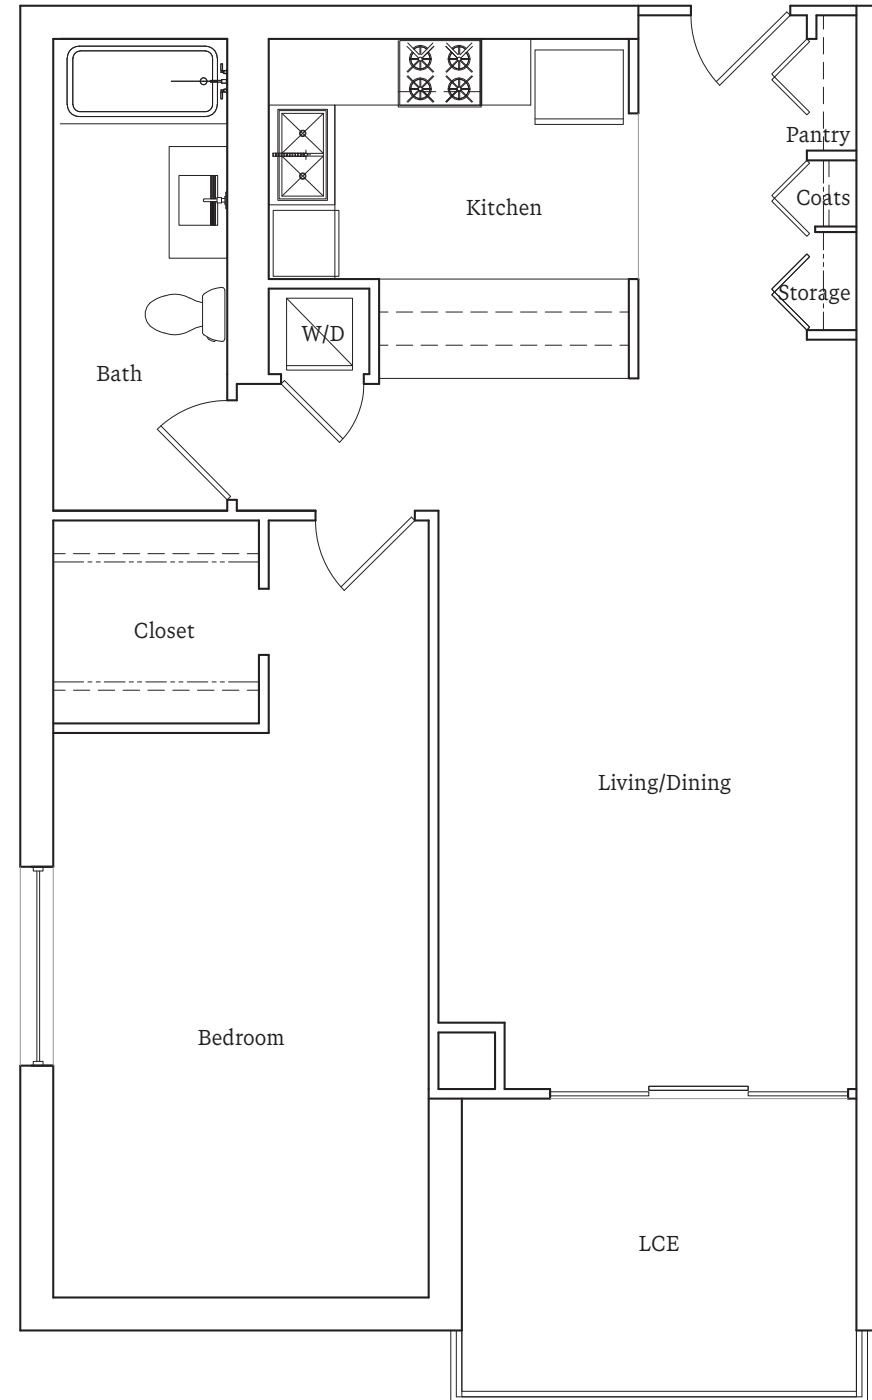 Pantry
Coats
Kitchen
Storage
W/D
Bath
Closet
Living/Dining
Bedroom
LCE